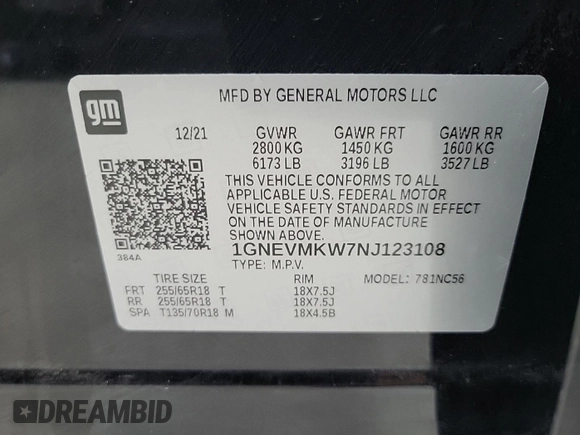 gm
MFD BY GENERAL MOTORS LLC
12/21 GVWR GAWR FRT GAWR RR
2800 KG 1450 KG 1600 KG
6173 LB 3196 LB 3527 LB
THIS VEHICLE CONFORMS TO ALL
APPLICABLE U.S. FEDERAL MOTOR
VEHICLE SAFETY STANDARDS IN EFFECT
ON THE DATE OF MANUFACTURE
SHOWN ABOVE.
384A
1GNEVMKW7NJ123108
TYPE: M.P.V. MODEL: 781NC56
TIRE SIZE RIM
FRT 255/65R18 T 18X7.5J
RR 255/65R18 T 18X7.5J
SPA T135/70R18 M 18X4.5B
DREAMBID